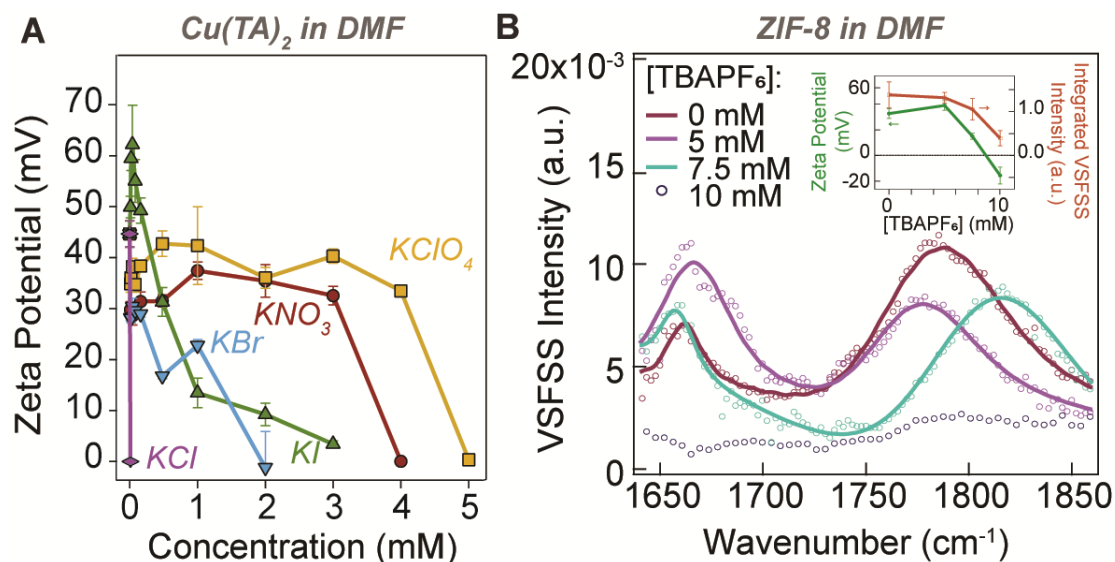 A
Cu(TA)₂ in DMF
Zeta Potential (mV)
80
70
60
50
40
30
20
10
0
KClO₄
KNO₃
KBr
KI
KCl
0 1 2 3 4 5
Concentration (mM)
B
ZIF-8 in DMF
VSFSS Intensity (a.u.)
20x10⁻³
15
10
5
0
[TBAPF₆]:
0 mM
5 mM
7.5 mM
10 mM
Zeta Potential
(mV)
60
0
-20
Integrated VSFSS
Intensity (a.u.)
1.0
0.0
0 10
[TBAPF₆] (mM)
1650 1700 1750 1800 1850
Wavenumber (cm⁻¹)